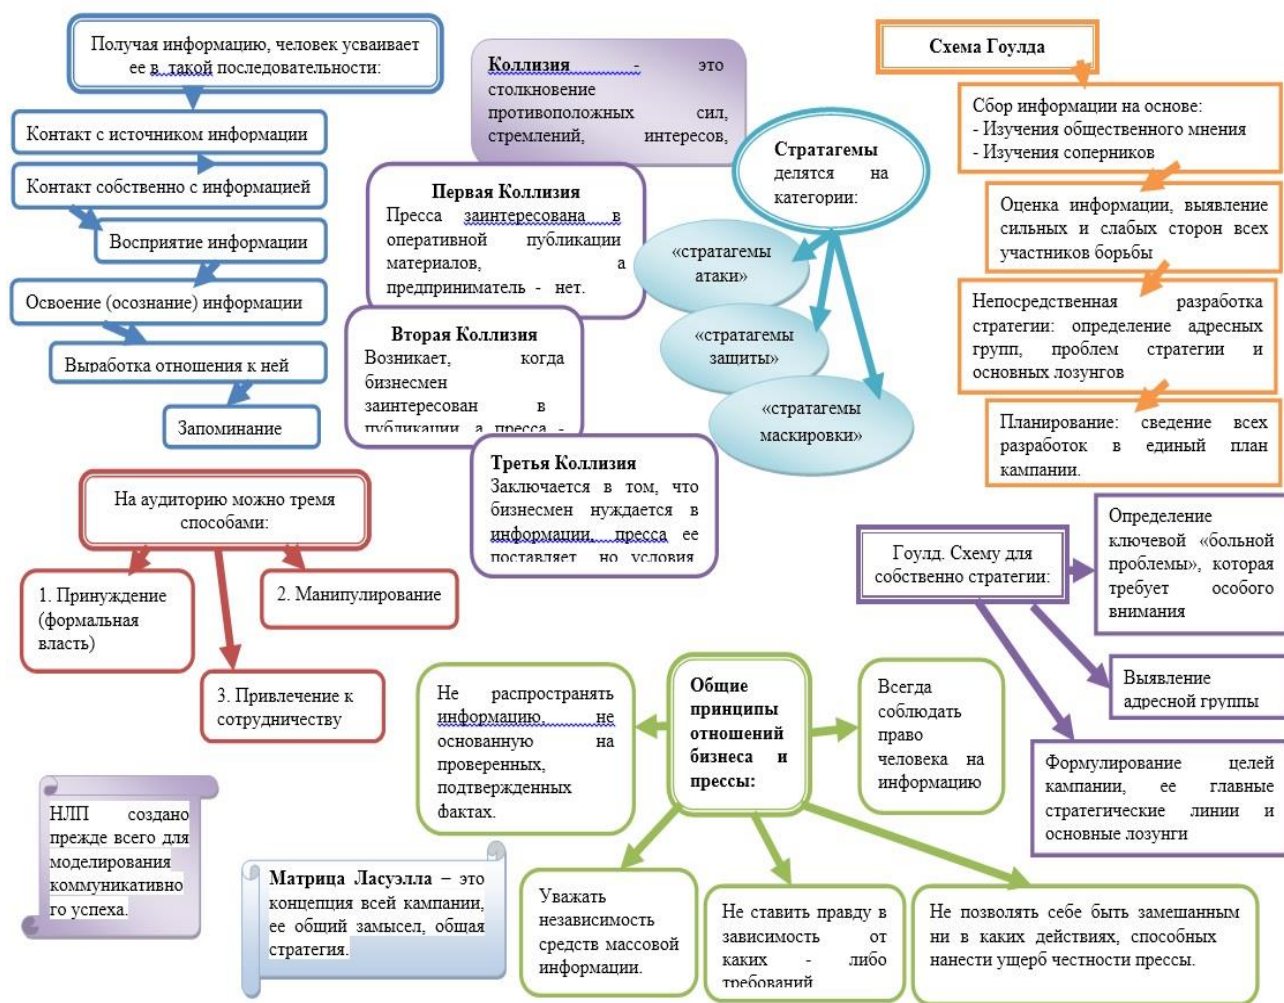 Получая информацию, человек усваивает
ее в такой последовательности:
Контакт с источником информации
Контакт собственно с информацией
Восприятие информации
Освоение (осознание) информации
Выработка отношения к ней
Запоминание
Коллизия - это
столкновение
противоположных сил,
стремлений, интересов,
Первая Коллизия
Пресса заинтересована в
оперативной публикации
материалов, а
предприниматель - нет.
Вторая Коллизия
Возникает, когда
бизнесмен
заинтересован в
публикации, а пресса -
Третья Коллизия
Заключается в том, что
бизнесмен нуждается в
информации, пресса ее
поставляет, но условия
Стратагемы
делятся на
категории:
«стратагемы
атаки»
«стратагемы
защиты»
«стратагемы
маскировки»
Схема Гоулда
Сбор информации на основе:
- Изучения общественного мнения
- Изучения соперников
Оценка информации, выявление
сильных и слабых сторон всех
участников борьбы
Непосредственная разработка
стратегии: определение адресных
групп, проблем стратегии и
основных лозунгов
Планирование: сведение всех
разработок в единый план
кампании.
На аудиторию можно тремя
способами:
1. Принуждение
(формальная
власть)
2. Манипулирование
3. Привлечение к
сотрудничеству
Гоулд. Схему для
собственно стратегии:
Определение
ключевой «больной
проблемы», которая
требует особого
внимания
Выявление
адресной группы
Формулирование целей
кампании, ее главные
стратегические линии и
основные лозунги
Общие
принципы
отношений
бизнеса и
прессы:
Не распространять
информацию, не
основанную на
проверенных,
подтвержденных
фактах.
Всегда
соблюдать
право
человека на
информацию
Уважать
независимость
средств массовой
информации.
Не ставить правду в
зависимость от
каких - либо
требований
Не позволять себе быть замешанным
ни в каких действиях, способных
нанести ущерб честности прессы.
НЛП создано
прежде всего для
моделирования
коммуникативно
го успеха.
Матрица Ласуэлла – это
концепция всей кампании,
ее общий замысел, общая
стратегия.